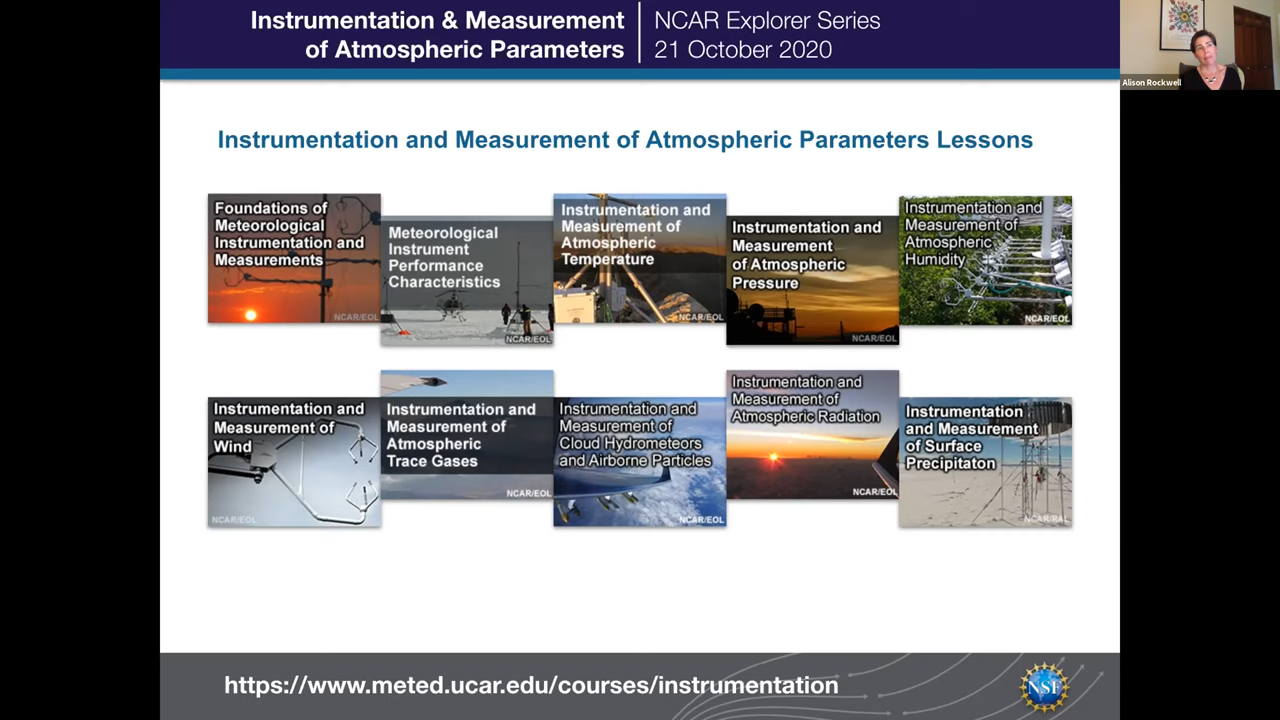 Instrumentation & Measurement
of Atmospheric Parameters
NCAR Explorer Series
21 October 2020
Alison Rockwell
Instrumentation and Measurement of Atmospheric Parameters Lessons
Foundations of
Meteorological
Instrumentation and
Measurements
NCAR/EOL
Meteorological
Instrument
Performance
Characteristics
NCAR/EOL
Instrumentation and
Measurement of
Atmospheric
Temperature
NCAR/EOL
Instrumentation and
Measurement
of Atmospheric
Pressure
NCAR/EOL
Instrumentation and
Measurement of
Atmospheric
Humidity
NCAR/EOL
Instrumentation and
Measurement of
Wind
NCAR/EOL
Instrumentation and
Measurement of
Atmospheric
Trace Gases
NCAR/EOL
Instrumentation and
Measurement of
Cloud Hydrometeors
and Airborne Particles
NCAR/EOL
Instrumentation and
Measurement of
Atmospheric Radiation
NCAR/EOL
Instrumentation
and Measurement
of Surface
Precipitaton
NCAR/RAL
https://www.meted.ucar.edu/courses/instrumentation
NSF